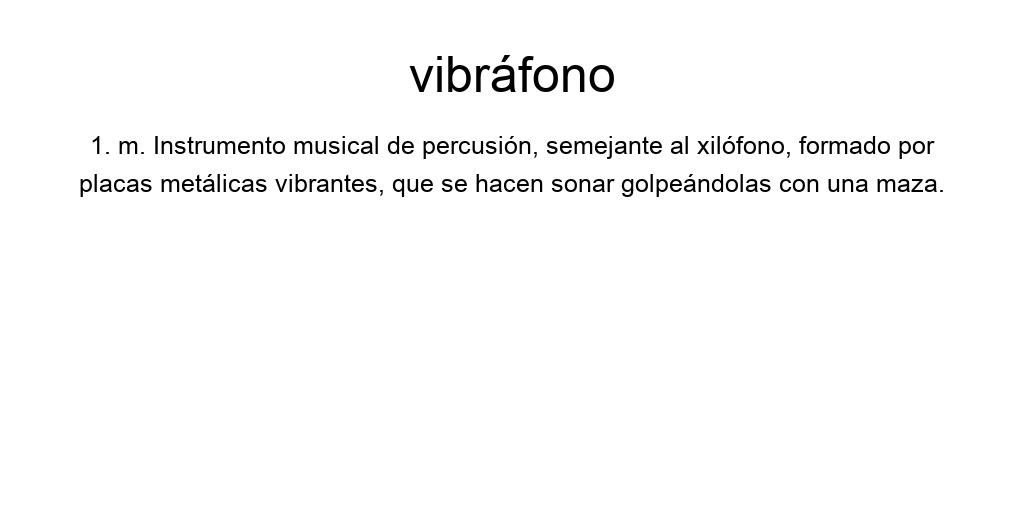 vibráfono
1. m. Instrumento musical de percusión, semejante al xilófono, formado por
placas metálicas vibrantes, que se hacen sonar golpeándolas con una maza.